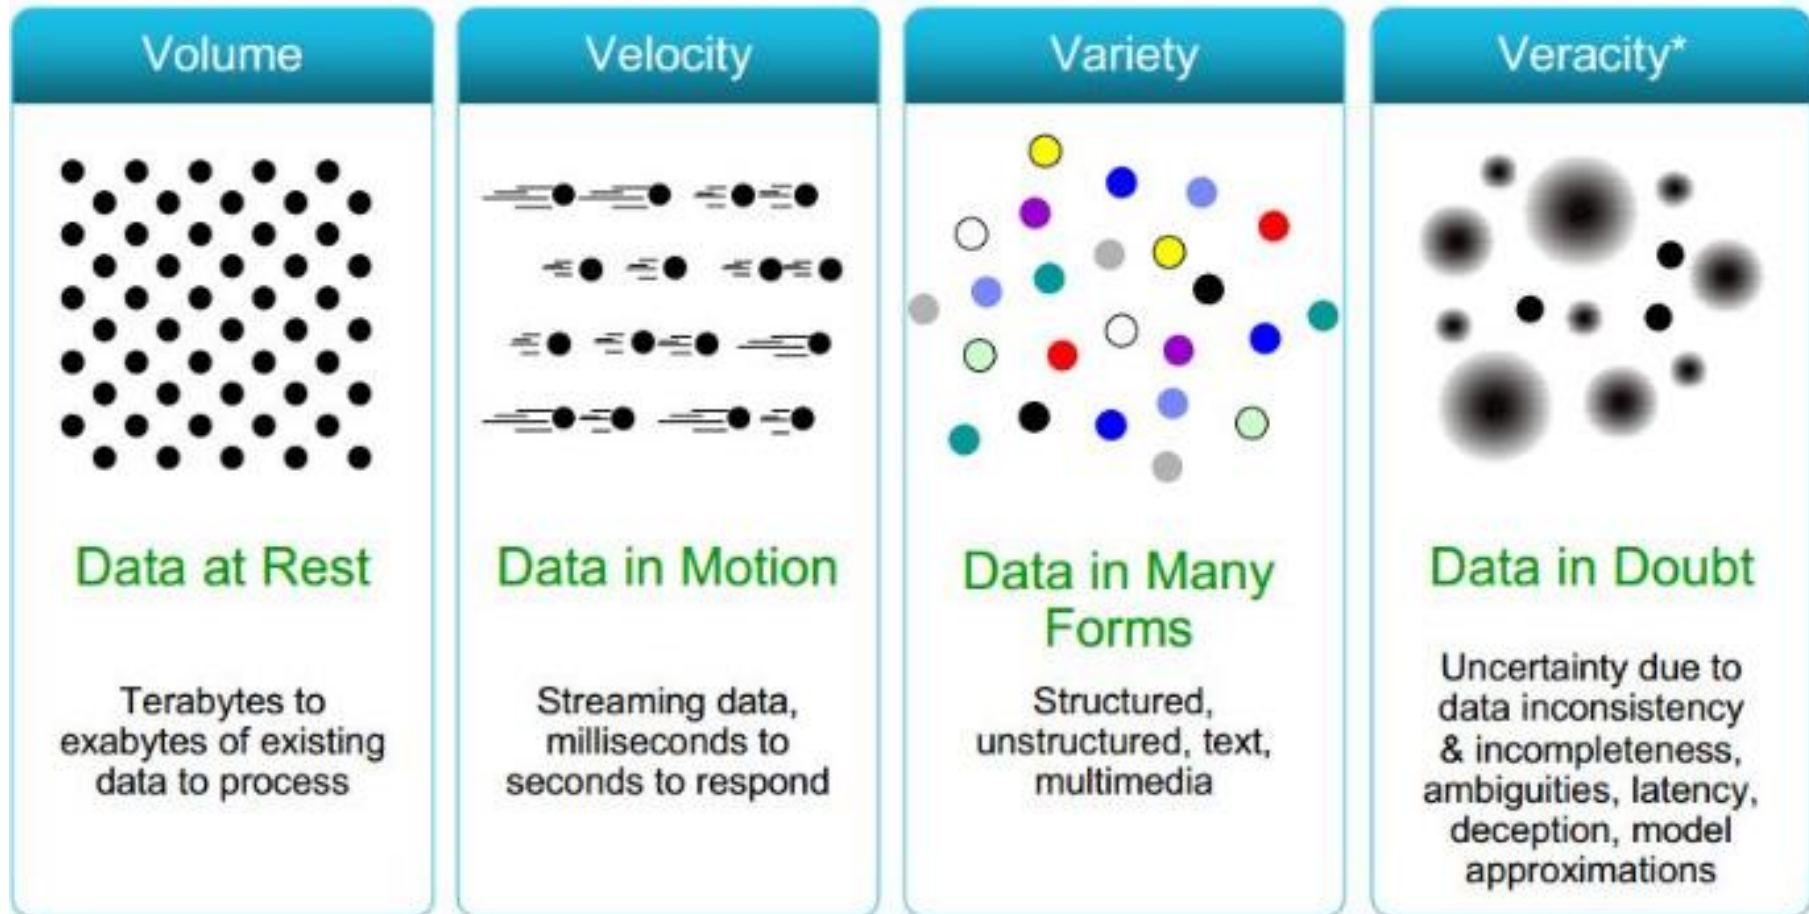 Volume
Data at Rest
Terabytes to
exabytes of existing
data to process
Velocity
Data in Motion
Streaming data,
milliseconds to
seconds to respond
Variety
Data in Many
Forms
Structured,
unstructured, text,
multimedia
Veracity*
Data in Doubt
Uncertainty due to
data inconsistency
& incompleteness,
ambiguities, latency,
deception, model
approximations